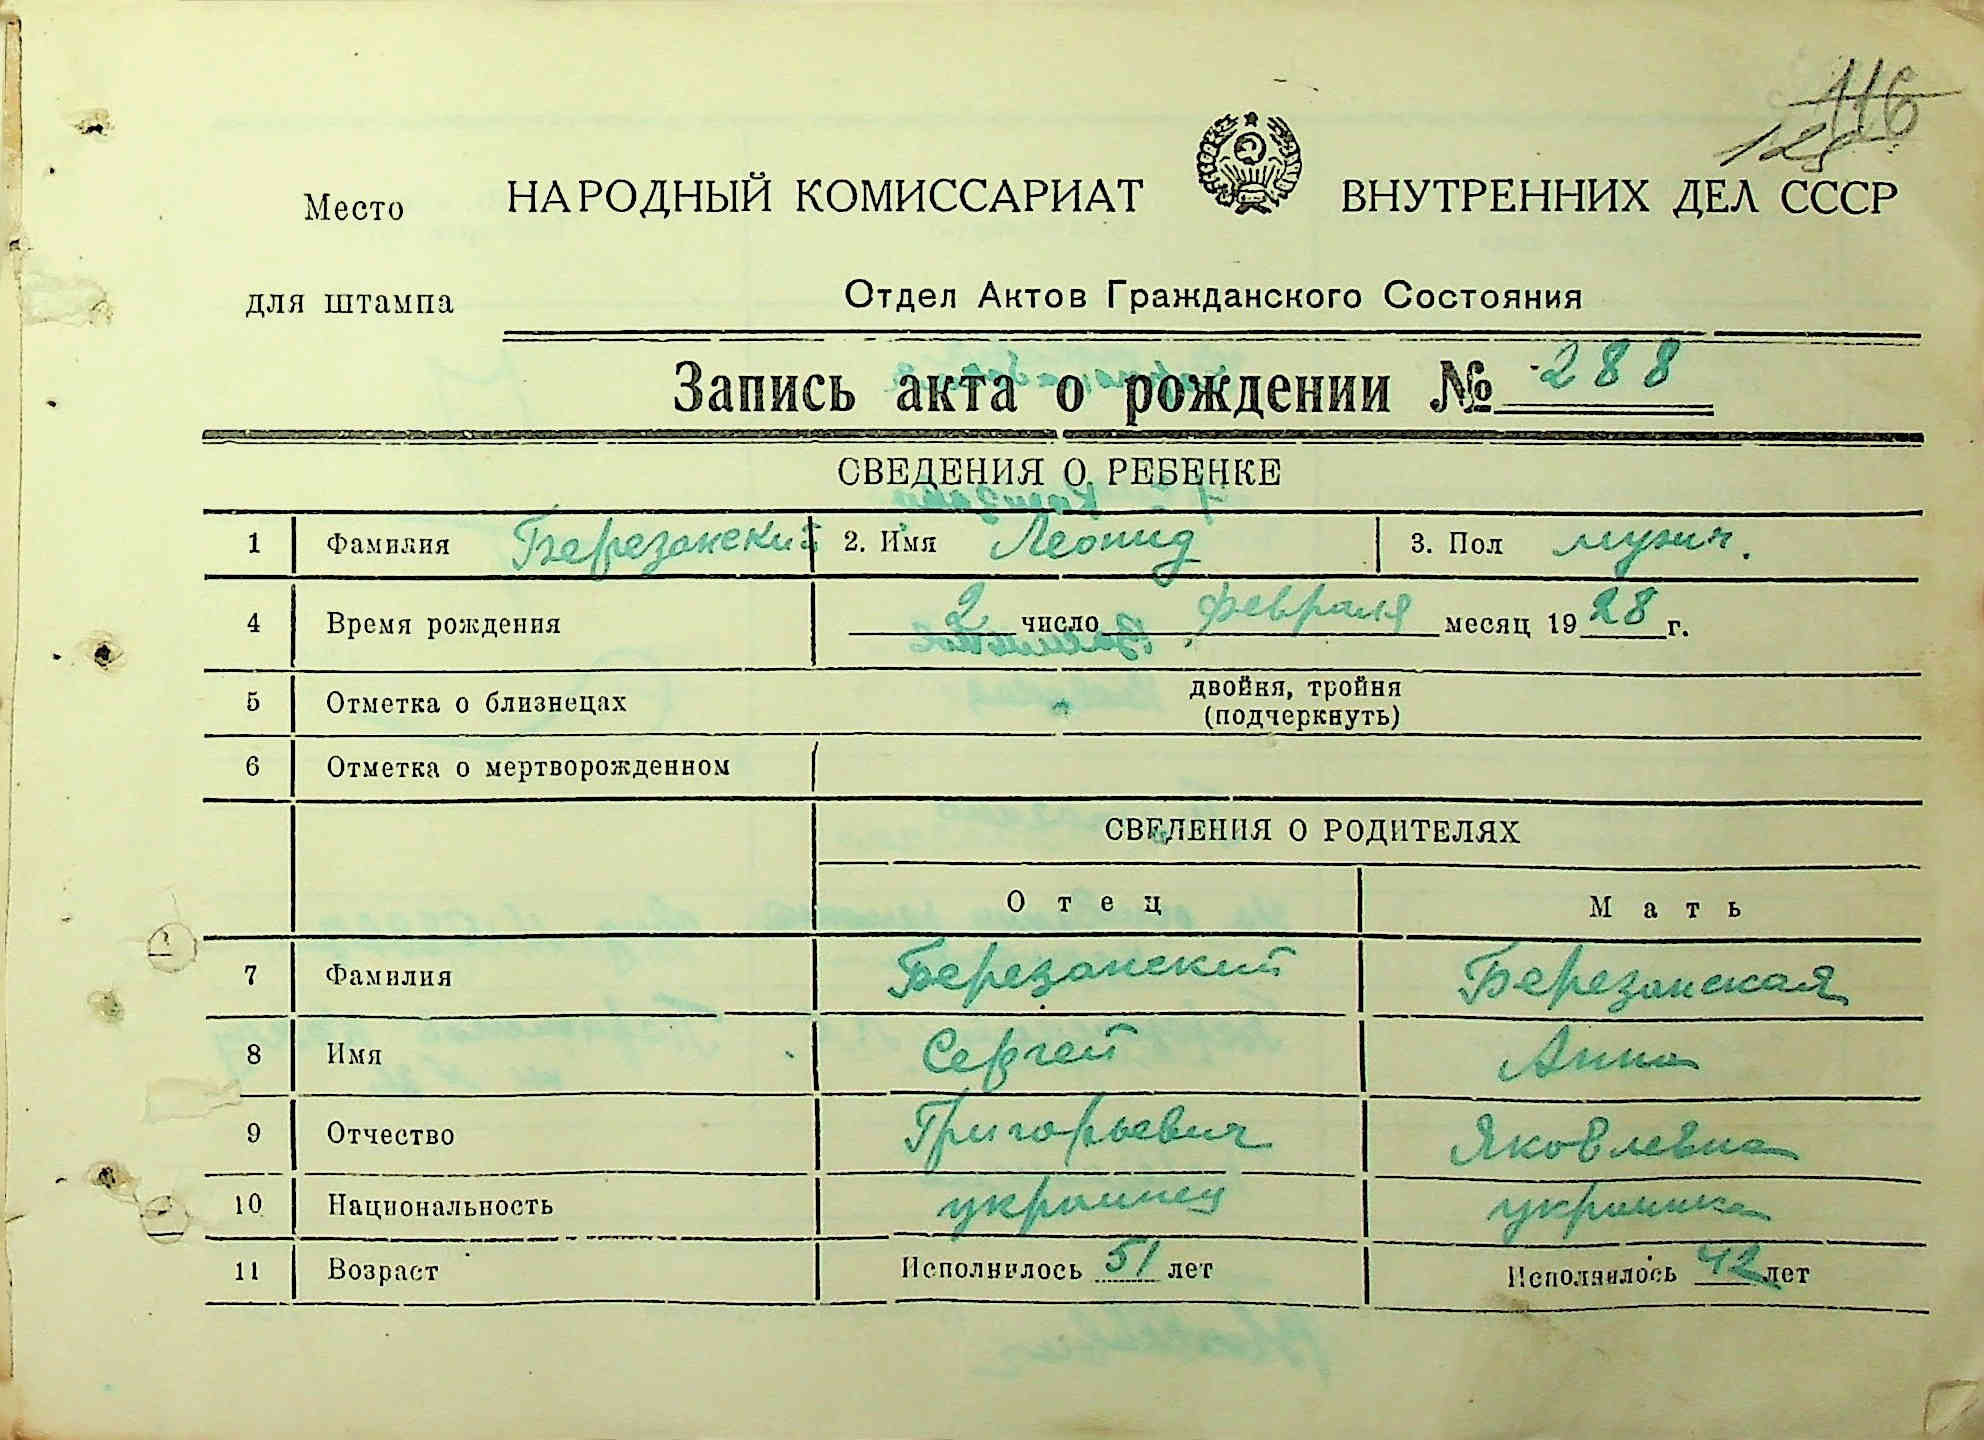 116
128
Место НАРОДНЫЙ КОМИССАРИАТ ВНУТРЕННИХ ДЕЛ СССР
для штампа Отдел Актов Гражданского Состояния
Запись акта о рождении № 288
СВЕДЕНИЯ О РЕБЕНКЕ
1 Фамилия Березанский 2. Имя Леонид 3. Пол мужч.
4 Время рождения 2 число февраля месяц 1928 г.
5 Отметка о близнецах двойня, тройня
(подчеркнуть)
6 Отметка о мертворожденном
СВЕДЕНИЯ О РОДИТЕЛЯХ
Отец Мать
7 Фамилия Березанский Березанская
8 Имя Сергей Анна
9 Отчество Григорьевич Яковлевна
10 Национальность украинец украинка
11 Возраст Исполнилось 51 лет Исполнилось 42 лет